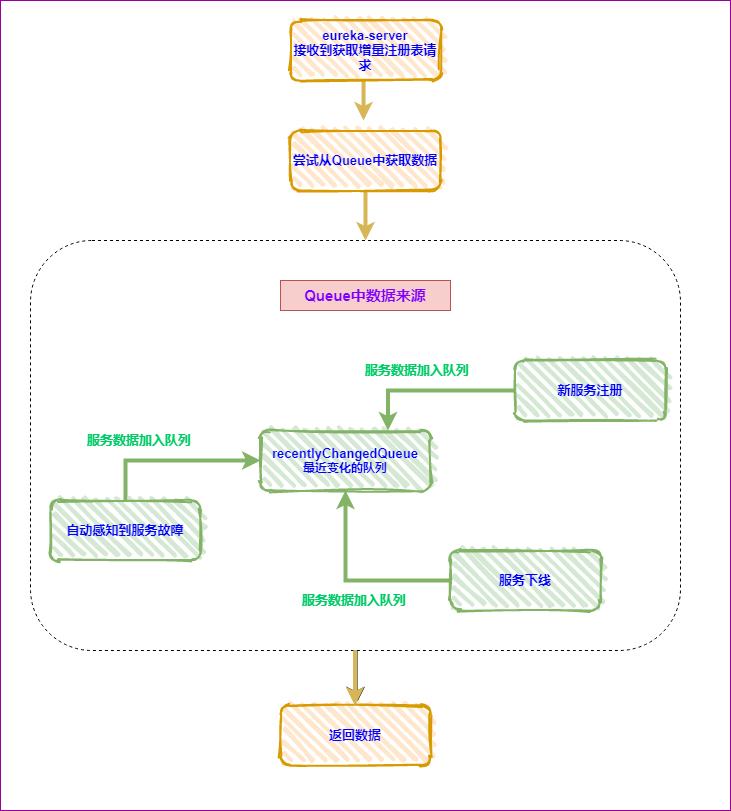 eureka-server
接收到获取增量注册表请
求
尝试从Queue中获取数据
Queue中数据来源
服务数据加入队列
新服务注册
服务数据加入队列
recentlyChangedQueue
最近变化的队列
自动感知到服务故障
服务下线
服务数据加入队列
返回数据